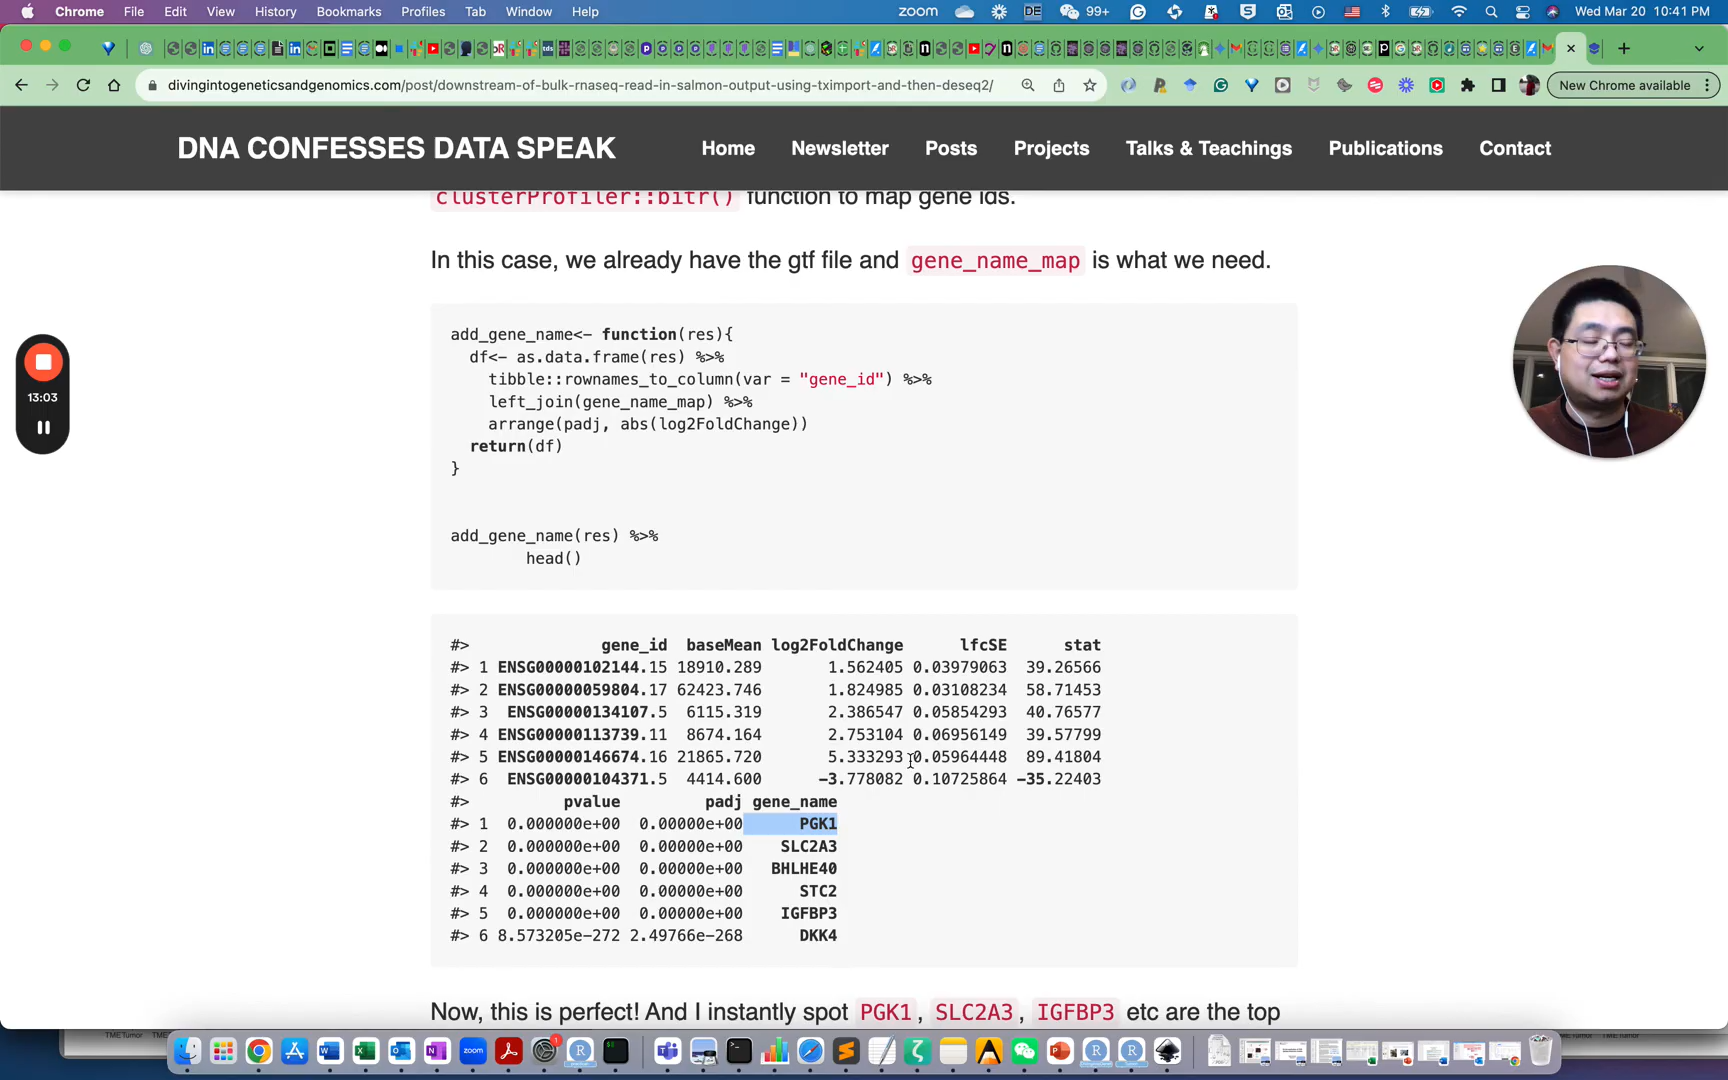 Chrome File Edit View History Bookmarks Profiles Tab Window Help zoom DE 99+ Wed Mar 20 10:41 PM
divingintogeneticsandgenomics.com/post/downstream-of-bulk-rnaseq-read-in-salmon-output-using-tximport-and-then-deseq2/ New Chrome available
DNA CONFESSES DATA SPEAK Home Newsletter Posts Projects Talks & Teachings Publications Contact
clusterProfiler::bitr() function to map gene ids.
In this case, we already have the gtf file and gene_name_map is what we need.
add_gene_name<- function(res){
df<- as.data.frame(res) %>%
tibble::rownames_to_column(var = "gene_id") %>%
left_join(gene_name_map) %>%
arrange(padj, abs(log2FoldChange))
return(df)
}
add_gene_name(res) %>%
head()
13:03
#> gene_id baseMean log2FoldChange lfcSE stat
#> 1 ENSG00000102144.15 18910.289 1.562405 0.03979063 39.26566
#> 2 ENSG00000059804.17 62423.746 1.824985 0.03108234 58.71453
#> 3 ENSG00000134107.5 6115.319 2.386547 0.05854293 40.76577
#> 4 ENSG00000113739.11 8674.164 2.753104 0.06956149 39.57799
#> 5 ENSG00000146674.16 21865.720 5.333293 0.05964448 89.41804
#> 6 ENSG00000104371.5 4414.600 -3.778082 0.10725864 -35.22403
#> pvalue padj gene_name
#> 1 0.000000e+00 0.00000e+00 PGK1
#> 2 0.000000e+00 0.00000e+00 SLC2A3
#> 3 0.000000e+00 0.00000e+00 BHLHE40
#> 4 0.000000e+00 0.00000e+00 STC2
#> 5 0.000000e+00 0.00000e+00 IGFBP3
#> 6 8.573205e-272 2.49766e-268 DKK4
Now, this is perfect! And I instantly spot PGK1, SLC2A3, IGFBP3 etc are the top
TMETumor
zoom